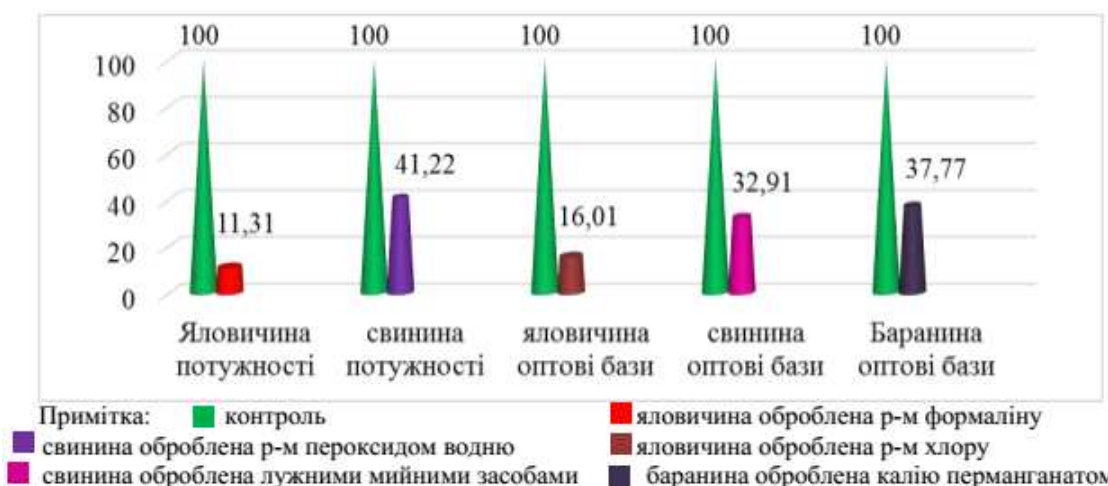 100 100 100 100 100
100
80
60
40
20
0
11,31 41,22 16,01 32,91 37,77
Яловичина свинина яловичина свинина Баранина
потужності потужності оптові бази оптові бази оптові бази
Примітка: контроль яловичина оброблена р-м формаліну
свинина оброблена р-м пероксидом водню яловичина оброблена р-м хлору
свинина оброблена лужними мийними засобами баранина оброблена калію перманганатом